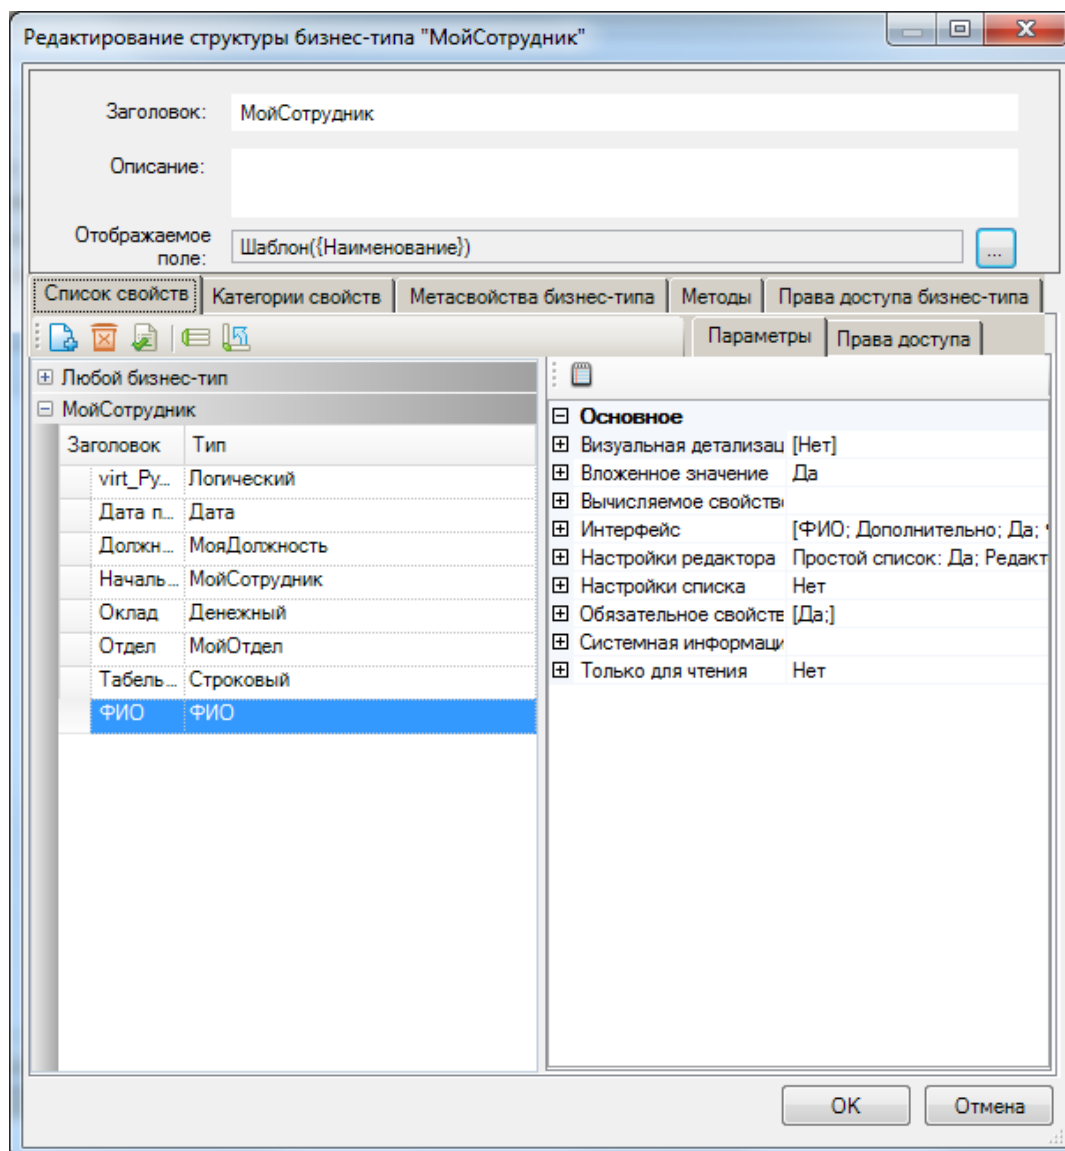 Редактирование структуры бизнес-типа "МойСотрудник"
Заголовок: МойСотрудник
Описание:
Отображаемое поле: Шаблон({Наименование})
...
Список свойств Категории свойств Метасвойства бизнес-типа Методы Права доступа бизнес-типа
Параметры Права доступа
Любой бизнес-тип
МойСотрудник
Заголовок Тип
virt_Ру... Логический
Дата п... Дата
Должн... МояДолжность
Началь... МойСотрудник
Оклад Денежный
Отдел МойОтдел
Табель... Строковый
ФИО ФИО
Основное
Визуальная детализац [Нет]
Вложенное значение Да
Вычисляемое свойств
Интерфейс [ФИО; Дополнительно; Да;
Настройки редактора Простой список: Да; Редакт
Настройки списка Нет
Обязательное свойств [Да;]
Системная информаци
Только для чтения Нет
OK Отмена